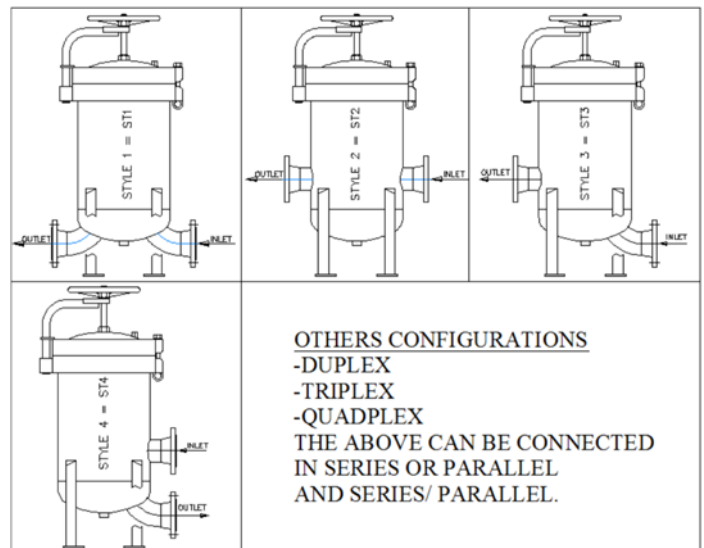 STYLE 1 = ST1
OUTLET
INLET
STYLE 2 = ST2
OUTLET
INLET
STYLE 3 = ST3
OUTLET
INLET
STYLE 4 = ST4
INLET
OUTLET
OTHERS CONFIGURATIONS
-DUPLEX
-TRIPLEX
-QUADPLEX
THE ABOVE CAN BE CONNECTED
IN SERIES OR PARALLEL
AND SERIES/ PARALLEL.